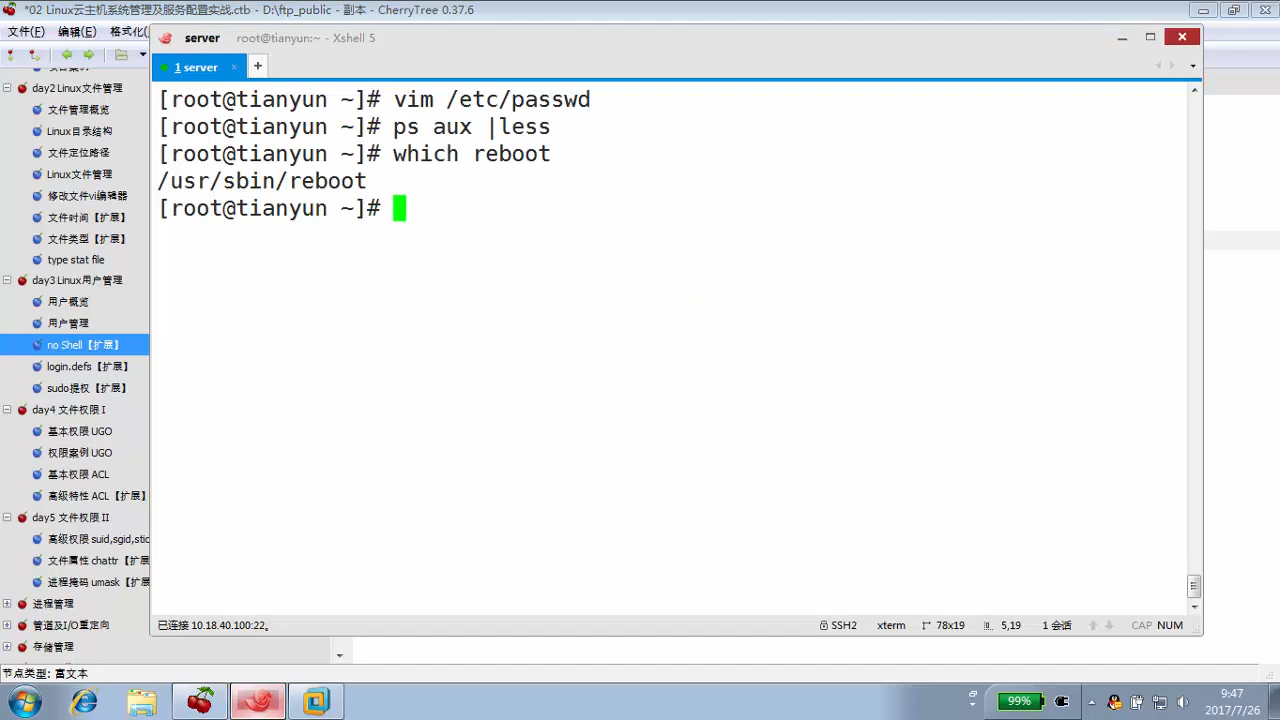 *02 Linux云主机系统管理及服务配置实战.ctb - D:\ftp_public - 副本 - CherryTree 0.37.6
文件(F) 编辑(E) 格式化(
server root@tianyun:~ - Xshell 5
1 server × +
day2 Linux文件管理
文件管理概览
Linux目录结构
文件定位路径
Linux文件管理
修改文件vi编辑器
文件时间【扩展】
文件类型【扩展】
type stat file
day3 Linux用户管理
用户概览
用户管理
no Shell【扩展】
login.defs【扩展】
sudo提权【扩展】
day4 文件权限 I
基本权限 UGO
权限案例 UGO
基本权限 ACL
高级特性 ACL【扩展】
day5 文件权限 II
高级权限 suid,sgid,stic
文件属性 chattr【扩展
进程掩码 umask【扩展
进程管理
管道及I/O重定向
存储管理
[root@tianyun ~]# vim /etc/passwd
[root@tianyun ~]# ps aux |less
[root@tianyun ~]# which reboot
/usr/sbin/reboot
[root@tianyun ~]#
已连接 10.18.40.100:22。 SSH2 xterm 78x19 5,19 1 会话 CAP NUM
节点类型: 富文本
99%
9:47
2017/7/26